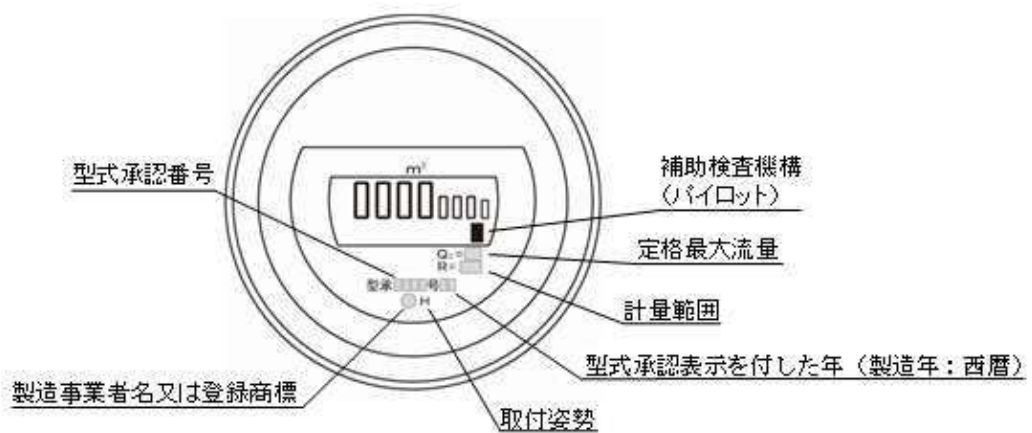 m³
型式承認番号
補助検査機構
(パイロット)
定格最大流量
Q₃=
R=
型承 号
計量範囲
H
型式承認表示を付した年(製造年:西暦)
製造事業者名又は登録商標
取付姿勢